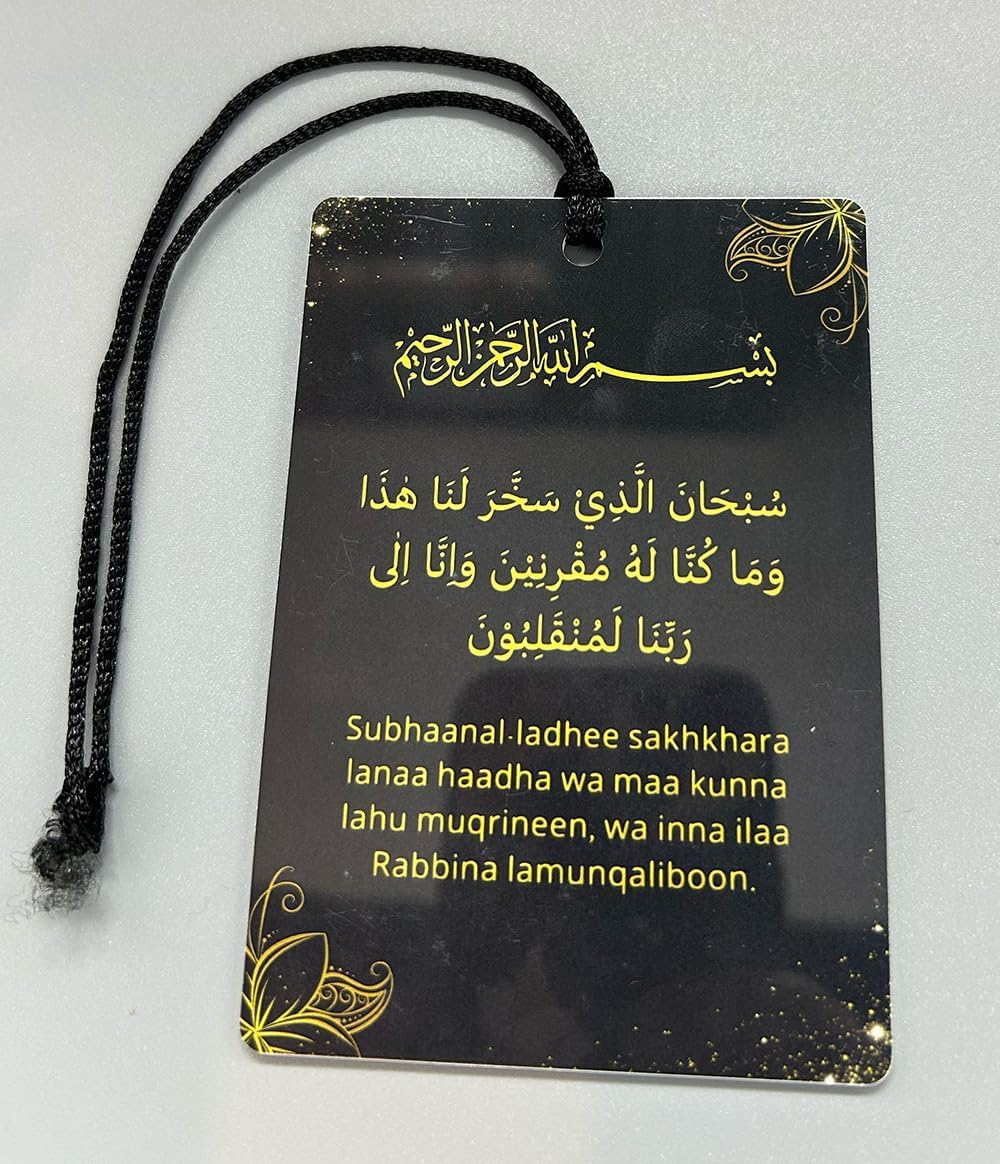 بِسْمِ اللهِ الرَّحْمٰنِ الرَّحِيْمِ
سُبْحَانَ الَّذِيْ سَخَّرَ لَنَا هٰذَا
وَمَا كُنَّا لَهُ مُقْرِنِيْنَ وَاِنَّا اِلٰى
رَبِّنَا لَمُنْقَلِبُوْنَ
Subhaanal-ladhee sakhkhara
lanaa haadha wa maa kunna
lahu muqrineen, wa inna ilaa
Rabbina lamunqaliboon.